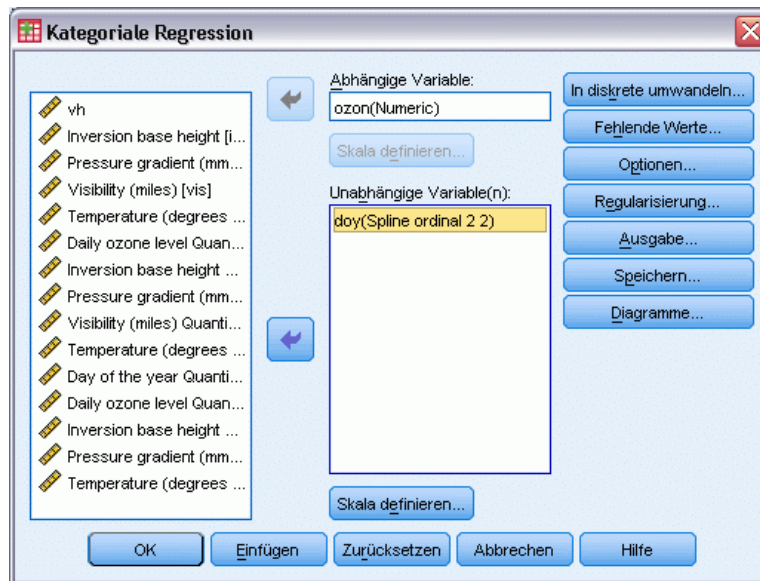 Kategoriale Regression
vh
Inversion base height [i...
Pressure gradient (mm...
Visibility (miles) [vis]
Temperature (degrees ...
Daily ozone level Quan...
Inversion base height ...
Pressure gradient (mm...
Visibility (miles) Quanti...
Temperature (degrees ...
Day of the year Quanti...
Daily ozone level Quan...
Inversion base height ...
Pressure gradient (mm...
Temperature (degrees ...
Abhängige Variable:
ozon(Numeric)
Skala definieren...
Unabhängige Variable(n):
doy(Spline ordinal 2 2)
Skala definieren...
In diskrete umwandeln...
Fehlende Werte...
Optionen...
Regularisierung...
Ausgabe...
Speichern...
Diagramme...
OK
Einfügen
Zurücksetzen
Abbrechen
Hilfe